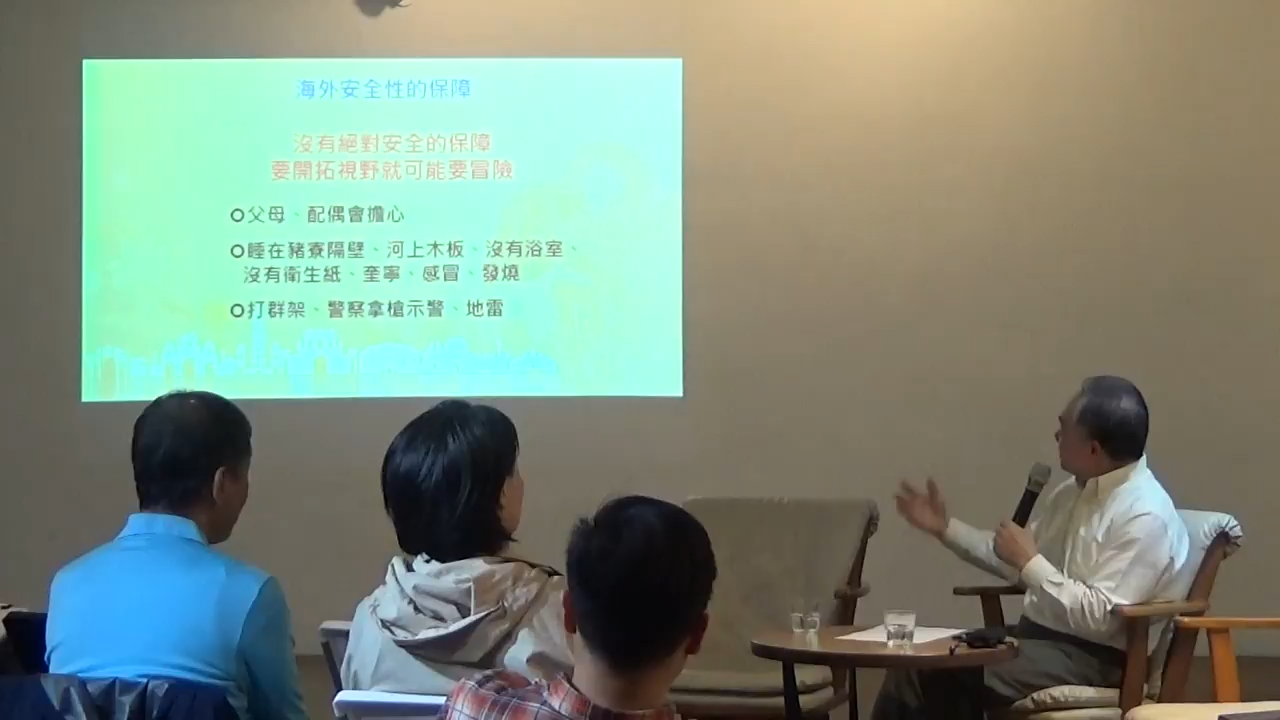 海外安全性的保障
沒有絕對安全的保障
要開拓視野就可能要冒險
父母、配偶會擔心
睡在豬寮隔壁、河上木板、沒有浴室、
沒有衛生紙、奎寧、感冒、發燒
打群架、警察拿槍示警、地雷